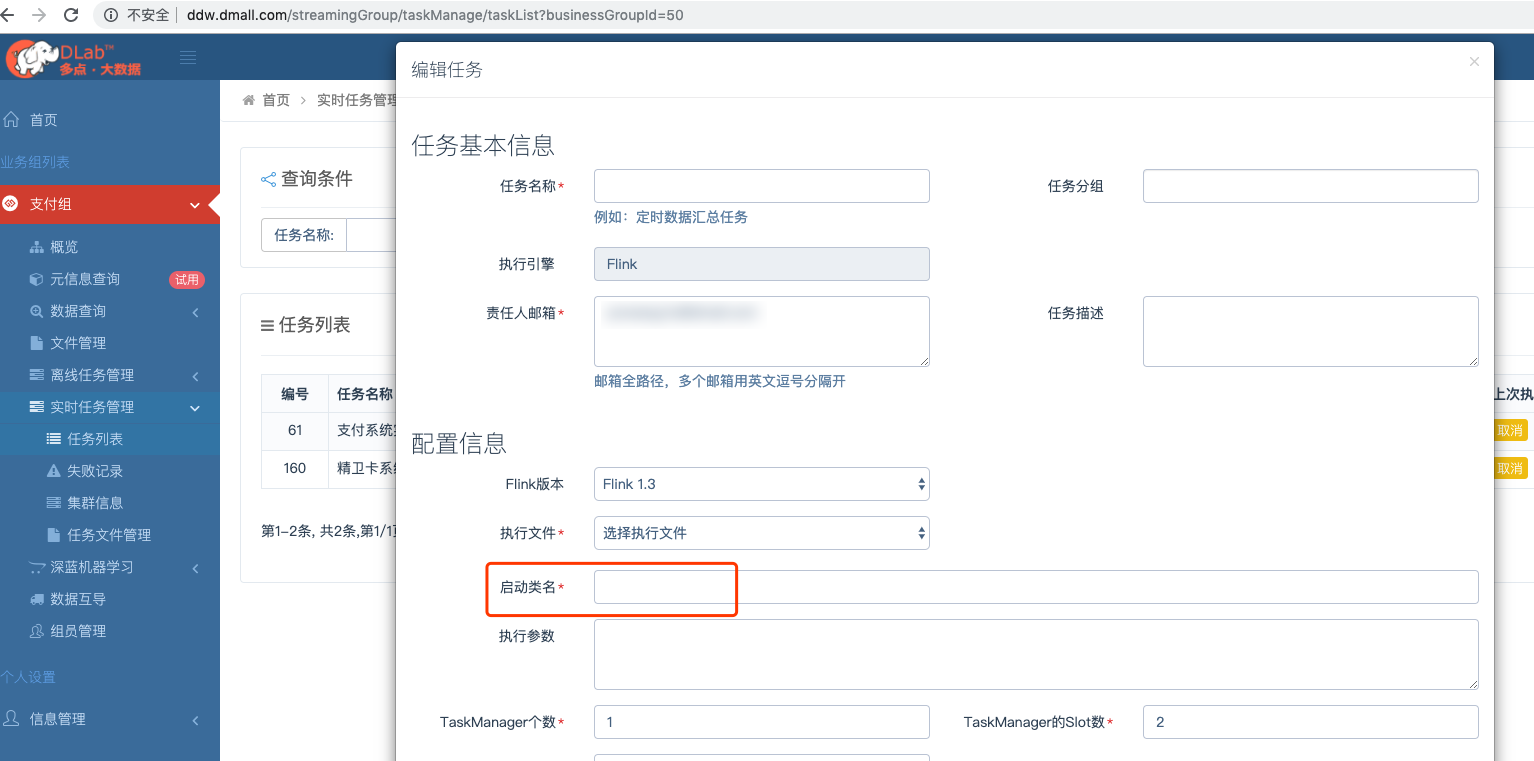 不安全 ddw.dmall.com/streamingGroup/taskManage/taskList?businessGroupId=50
DLab™
多点·大数据
首页
业务组列表
支付组
概览
元信息查询 试用
数据查询
文件管理
离线任务管理
实时任务管理
任务列表
失败记录
集群信息
任务文件管理
深蓝机器学习
数据互导
组员管理
个人设置
信息管理
首页 > 实时任务管理
查询条件
任务名称:
任务列表
编号 任务名称 上次执
61 支付系统 取消
160 精卫卡系 取消
第1-2条, 共2条,第1/1
编辑任务 ×
任务基本信息
任务名称* 任务分组
例如：定时数据汇总任务
执行引擎 Flink
责任人邮箱* 任务描述
邮箱全路径，多个邮箱用英文逗号分隔开
配置信息
Flink版本 Flink 1.3
执行文件* 选择执行文件
启动类名*
执行参数
TaskManager个数* 1 TaskManager的Slot数* 2